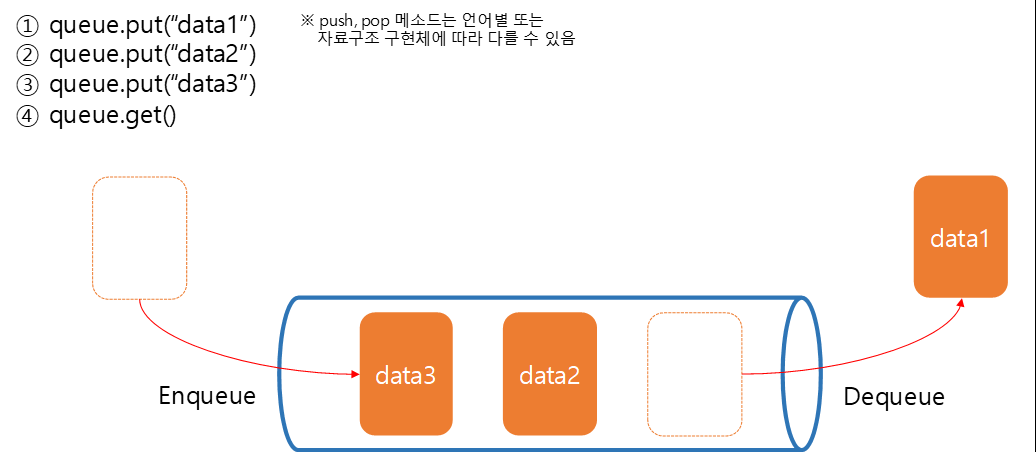 ① queue.put(“data1”)
② queue.put(“data2”)
③ queue.put(“data3”)
④ queue.get()
※ push, pop 메소드는 언어별 또는
자료구조 구현체에 따라 다를 수 있음
data1
data3
data2
Enqueue
Dequeue